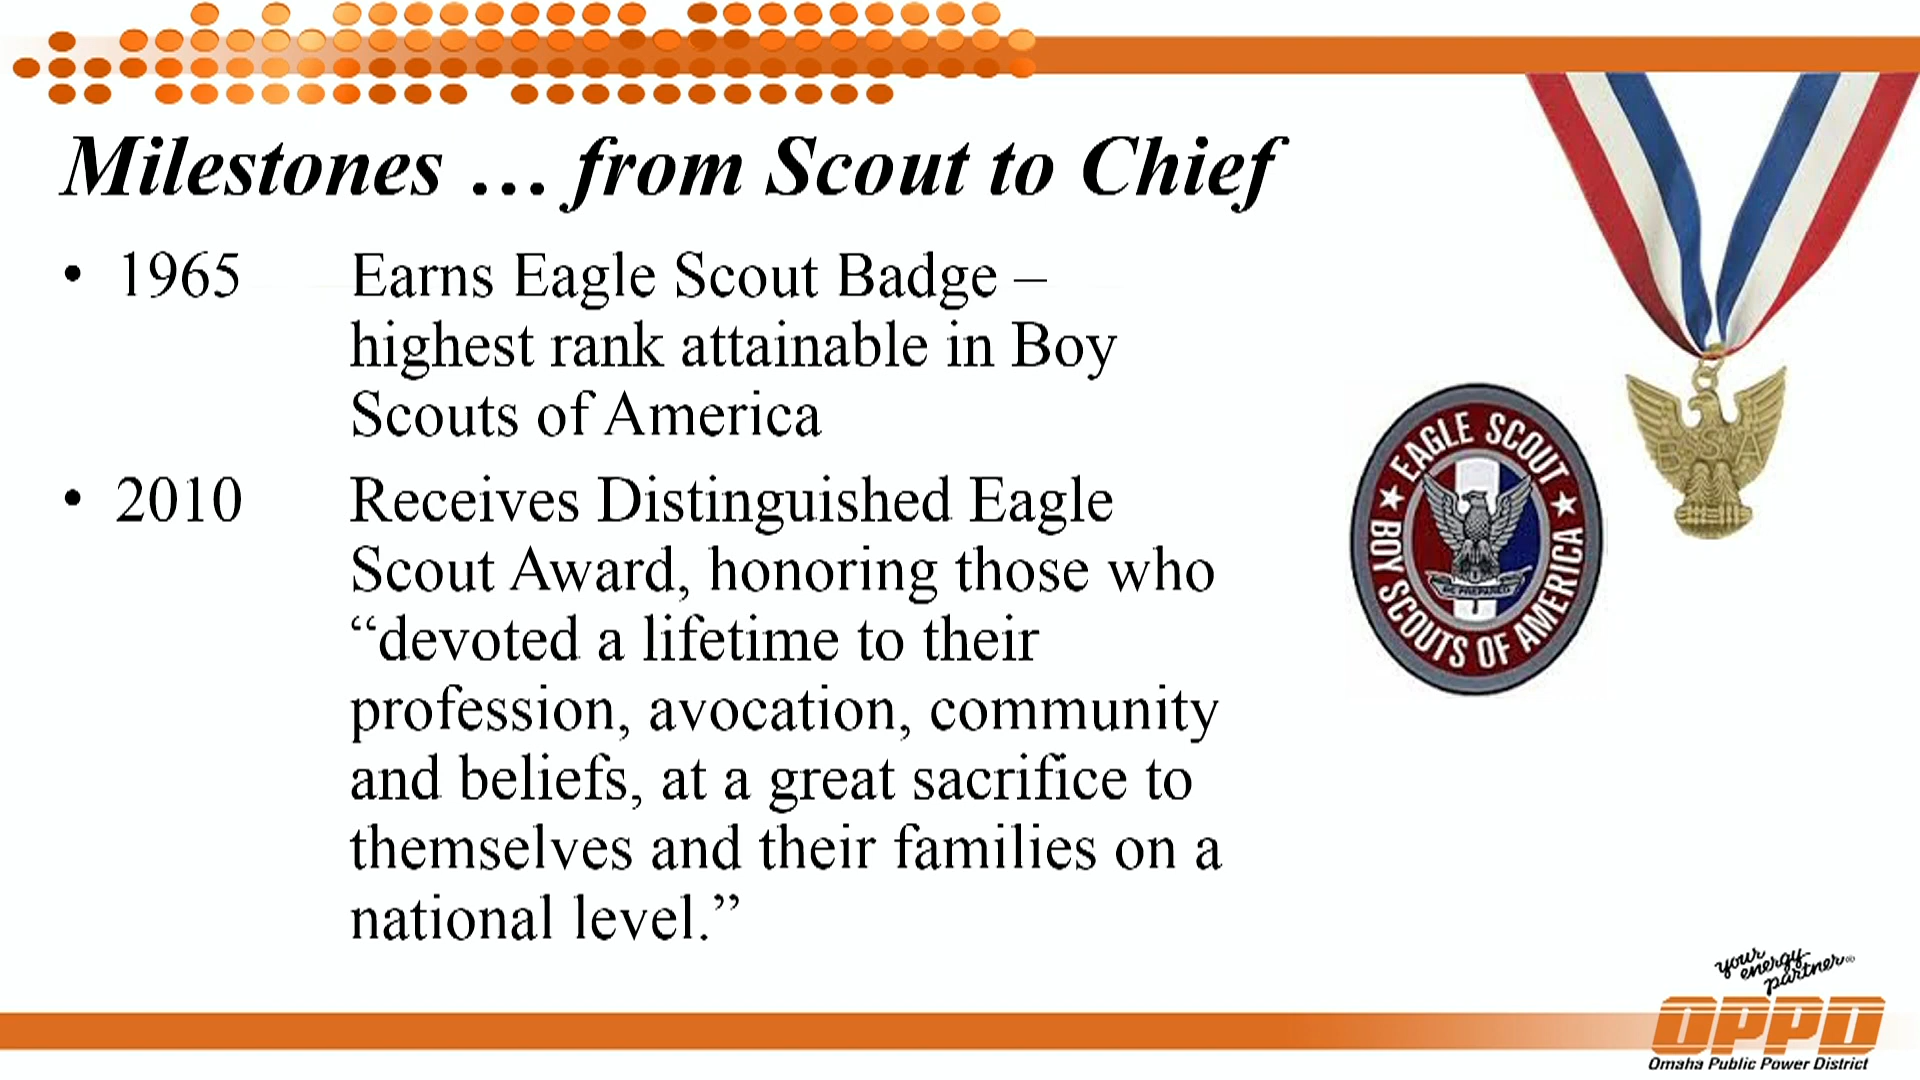 Milestones … from Scout to Chief
• 1965 Earns Eagle Scout Badge –
highest rank attainable in Boy
Scouts of America
• 2010 Receives Distinguished Eagle
Scout Award, honoring those who
“devoted a lifetime to their
profession, avocation, community
and beliefs, at a great sacrifice to
themselves and their families on a
national level.”
EAGLE SCOUT
BE PREPARED
BOY SCOUTS OF AMERICA
BSA
your
energy
partner®
OPPD
Omaha Public Power District